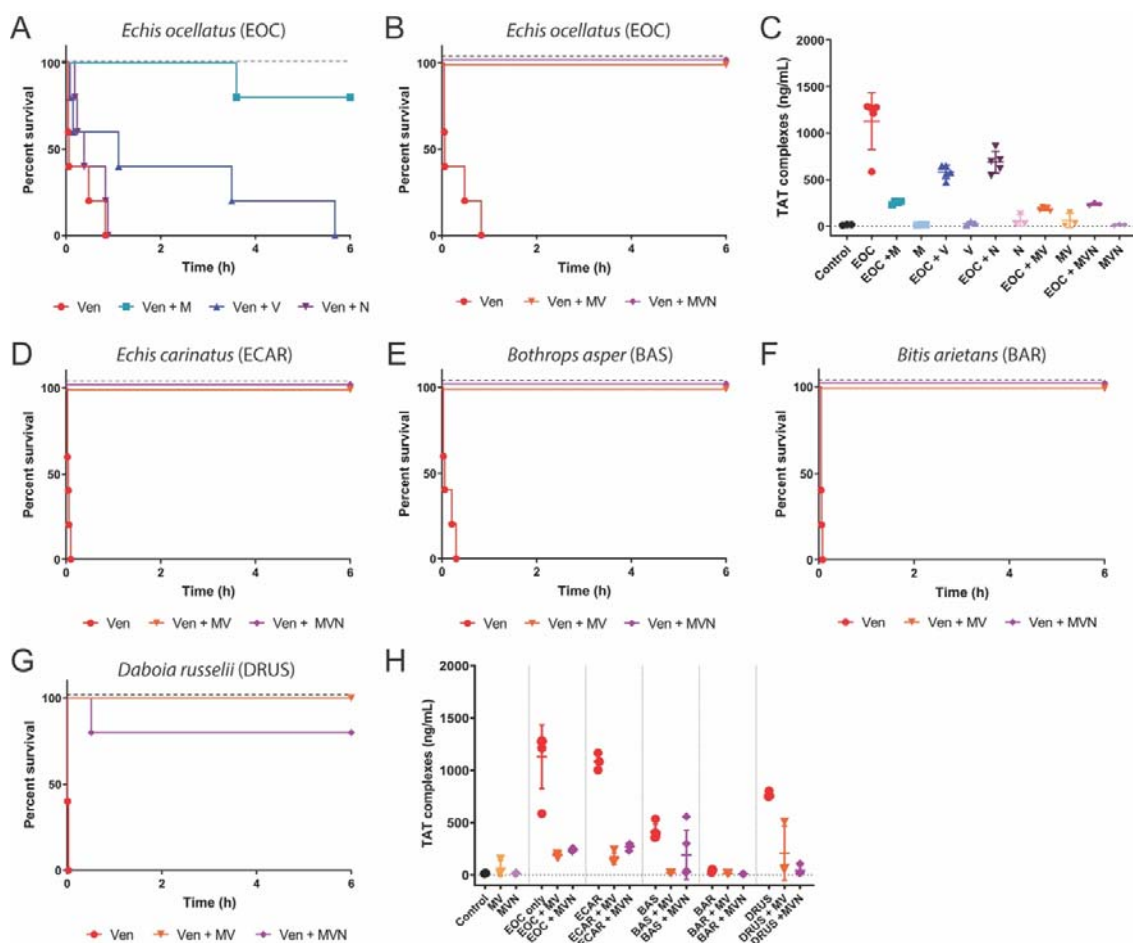 A
Echis ocellatus (EOC)
Percent survival
100
50
0
0 2 4 6
Time (h)
Ven Ven + M Ven + V Ven + N
B
Echis ocellatus (EOC)
Percent survival
100
50
0
0 2 4 6
Time (h)
Ven Ven + MV Ven + MVN
C
TAT complexes (ng/mL)
2000
1500
1000
500
0
Control
EOC
EOC +M
M
EOC + V
V
EOC + N
N
EOC + MV
MV
EOC + MVN
MVN
D
Echis carinatus (ECAR)
Percent survival
100
50
0
0 2 4 6
Time (h)
Ven Ven + MV Ven + MVN
E
Bothrops asper (BAS)
Percent survival
100
50
0
0 2 4 6
Time (h)
Ven Ven + MV Ven + MVN
F
Bitis arietans (BAR)
Percent survival
100
50
0
0 2 4 6
Time (h)
Ven Ven + MV Ven + MVN
G
Daboia russelii (DRUS)
Percent survival
100
50
0
0 2 4 6
Time (h)
Ven Ven + MV Ven + MVN
H
TAT complexes (ng/mL)
2000
1500
1000
500
0
Control
MV
MVN
EOC only
EOC + MV
EOC + MVN
ECAR
ECAR + MV
ECAR + MVN
BAS
BAS + MV
BAS + MVN
BAR
BAR + MV
BAR + MVN
DRUS
DRUS + MV
DRUS +MVN